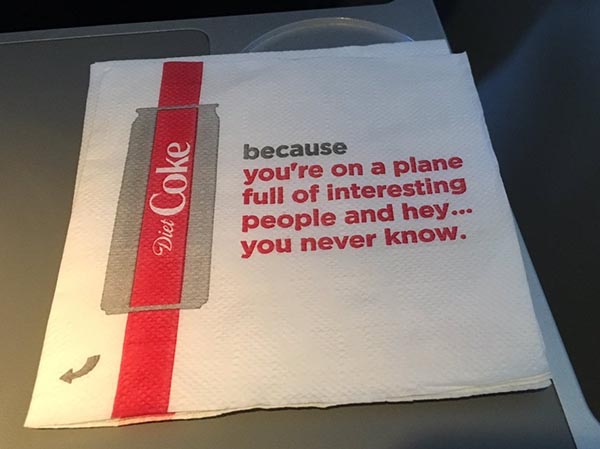 Diet Coke
because
you're on a plane
full of interesting
people and hey...
you never know.